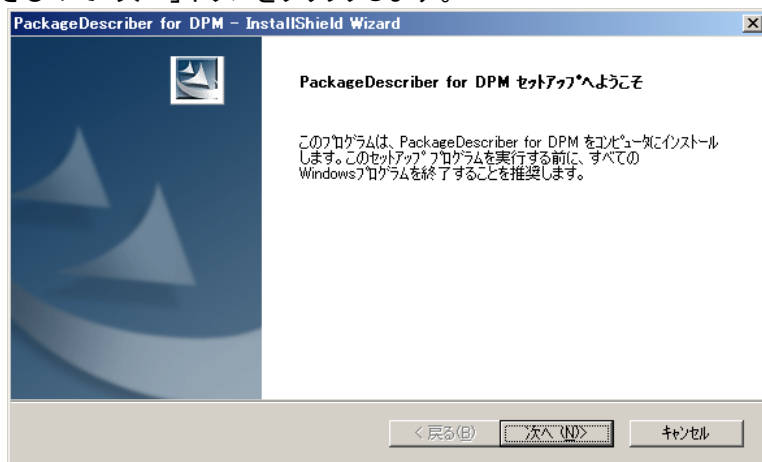 PackageDescriber for DPM - InstallShield Wizard
PackageDescriber for DPM ｾｯﾄｱｯﾌﾟへようこそ
このﾌﾟﾛｸﾞﾗﾑは、PackageDescriber for DPM をｺﾝﾋﾟｭｰﾀにインストール
します。このｾｯﾄｱｯﾌﾟ ﾌﾟﾛｸﾞﾗﾑを実行する前に、すべての
Windowsﾌﾟﾛｸﾞﾗﾑを終了することを推奨します。
< 戻る(B)
次へ (N)>
ｷｬﾝｾﾙ